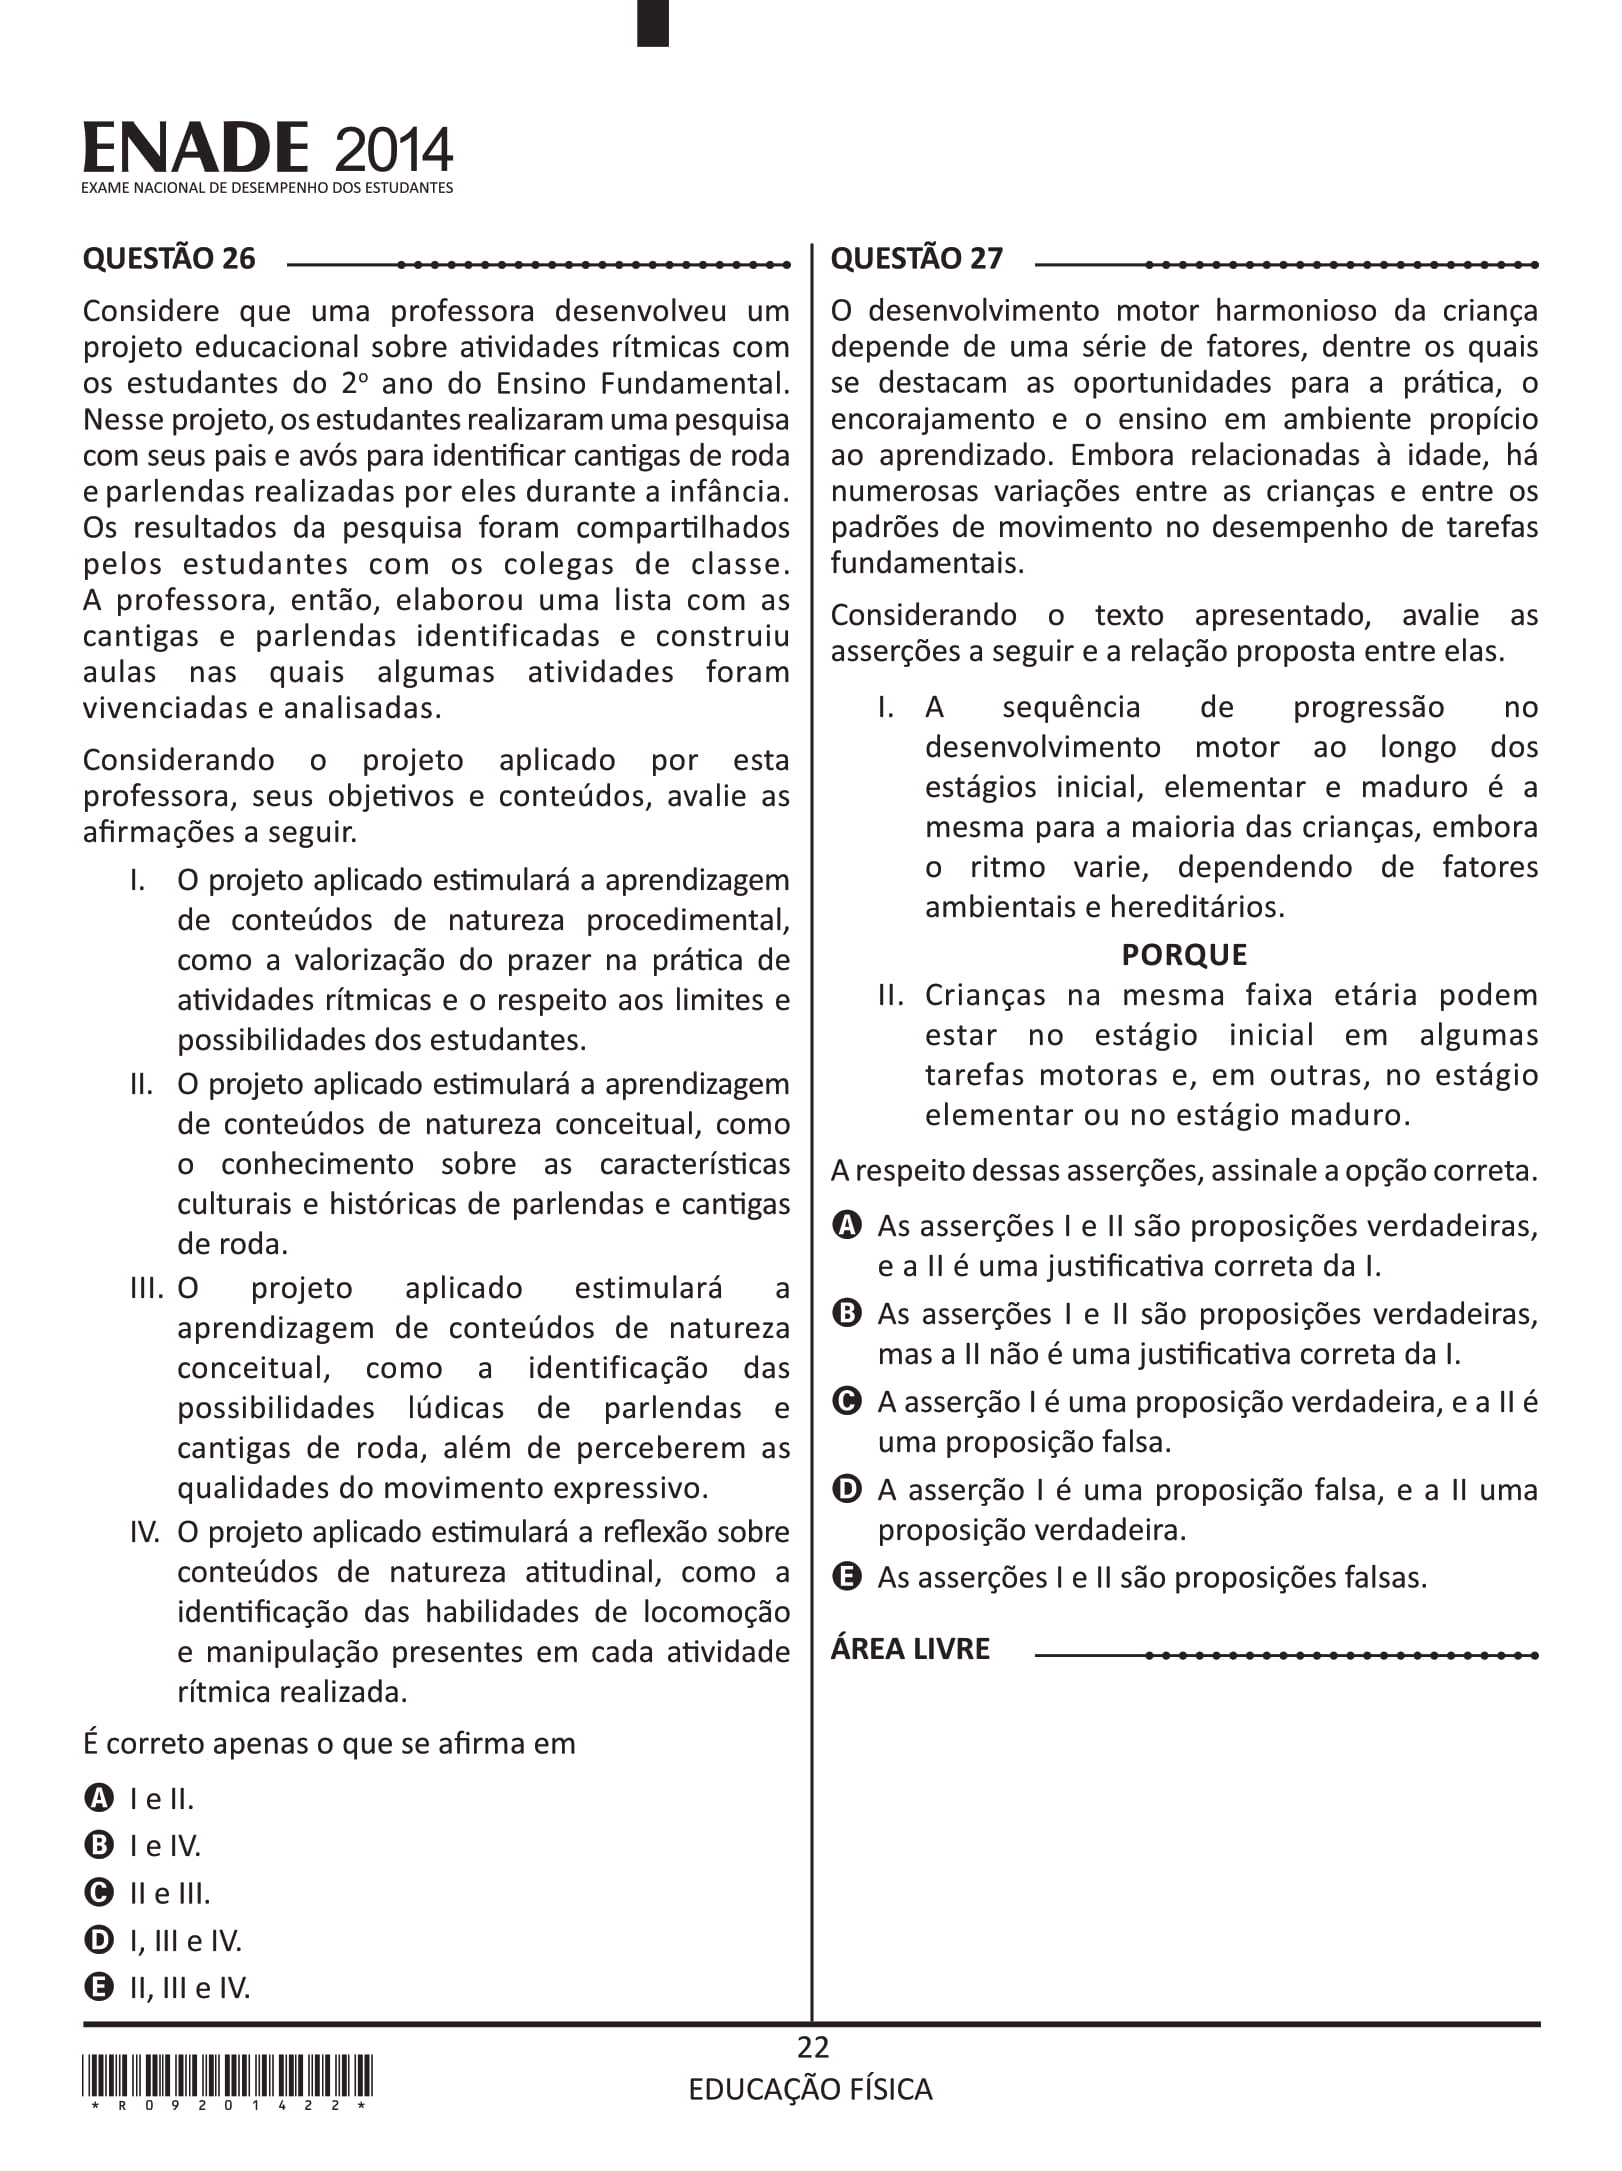 ENADE 2014
EXAME NACIONAL DE DESEMPENHO DOS ESTUDANTES
QUESTÃO 26
Considere que uma professora desenvolveu um
projeto educacional sobre atividades rítmicas com
os estudantes do 2º ano do Ensino Fundamental.
Nesse projeto, os estudantes realizaram uma pesquisa
com seus pais e avós para identificar cantigas de roda
e parlendas realizadas por eles durante a infância.
Os resultados da pesquisa foram compartilhados
pelos estudantes com os colegas de classe.
A professora, então, elaborou uma lista com as
cantigas e parlendas identificadas e construiu
aulas nas quais algumas atividades foram
vivenciadas e analisadas.
Considerando o projeto aplicado por esta
professora, seus objetivos e conteúdos, avalie as
afirmações a seguir.
I. O projeto aplicado estimulará a aprendizagem
de conteúdos de natureza procedimental,
como a valorização do prazer na prática de
atividades rítmicas e o respeito aos limites e
possibilidades dos estudantes.
II. O projeto aplicado estimulará a aprendizagem
de conteúdos de natureza conceitual, como
o conhecimento sobre as características
culturais e históricas de parlendas e cantigas
de roda.
III. O projeto aplicado estimulará a
aprendizagem de conteúdos de natureza
conceitual, como a identificação das
possibilidades lúdicas de parlendas e
cantigas de roda, além de perceberem as
qualidades do movimento expressivo.
IV. O projeto aplicado estimulará a reflexão sobre
conteúdos de natureza atitudinal, como a
identificação das habilidades de locomoção
e manipulação presentes em cada atividade
rítmica realizada.
É correto apenas o que se afirma em
A I e II.
B I e IV.
C II e III.
D I, III e IV.
E II, III e IV.
QUESTÃO 27
O desenvolvimento motor harmonioso da criança
depende de uma série de fatores, dentre os quais
se destacam as oportunidades para a prática, o
encorajamento e o ensino em ambiente propício
ao aprendizado. Embora relacionadas à idade, há
numerosas variações entre as crianças e entre os
padrões de movimento no desempenho de tarefas
fundamentais.
Considerando o texto apresentado, avalie as
asserções a seguir e a relação proposta entre elas.
I. A sequência de progressão no
desenvolvimento motor ao longo dos
estágios inicial, elementar e maduro é a
mesma para a maioria das crianças, embora
o ritmo varie, dependendo de fatores
ambientais e hereditários.
PORQUE
II. Crianças na mesma faixa etária podem
estar no estágio inicial em algumas
tarefas motoras e, em outras, no estágio
elementar ou no estágio maduro.
A respeito dessas asserções, assinale a opção correta.
A As asserções I e II são proposições verdadeiras,
e a II é uma justificativa correta da I.
B As asserções I e II são proposições verdadeiras,
mas a II não é uma justificativa correta da I.
C A asserção I é uma proposição verdadeira, e a II é
uma proposição falsa.
D A asserção I é uma proposição falsa, e a II uma
proposição verdadeira.
E As asserções I e II são proposições falsas.
ÁREA LIVRE
22
EDUCAÇÃO FÍSICA
*R09201422*